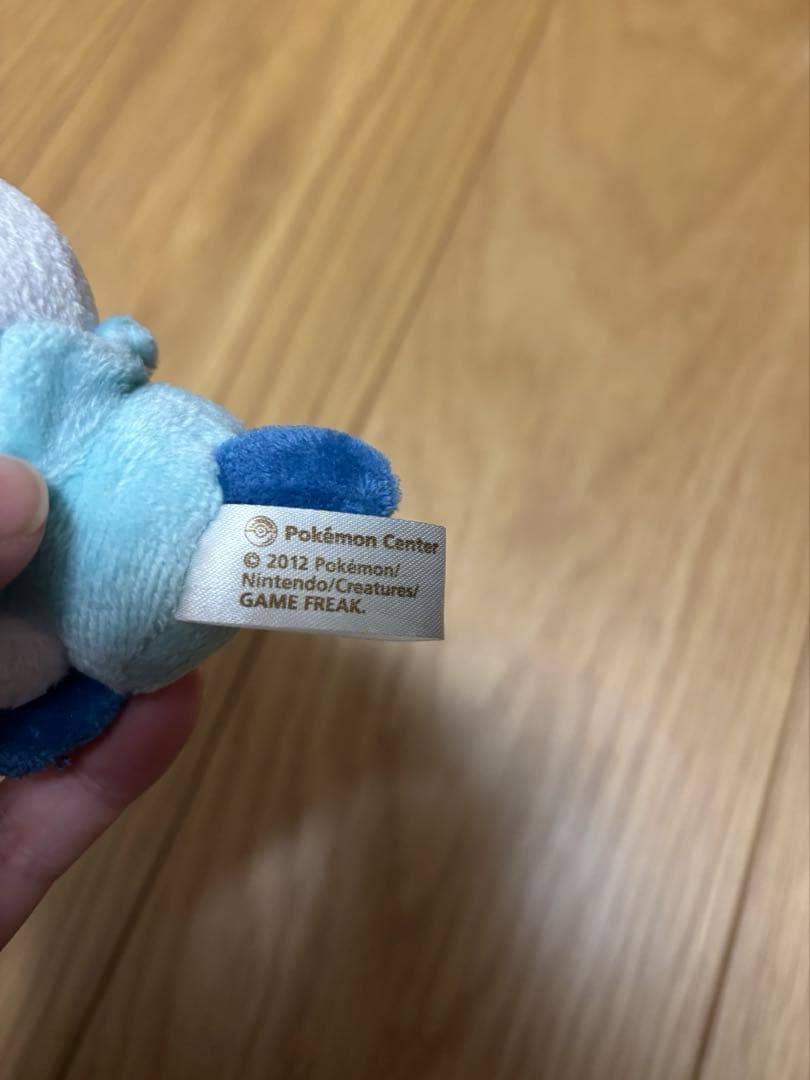 Pokémon Center
© 2012 Pokémon/
Nintendo/Creatures/
GAME FREAK.